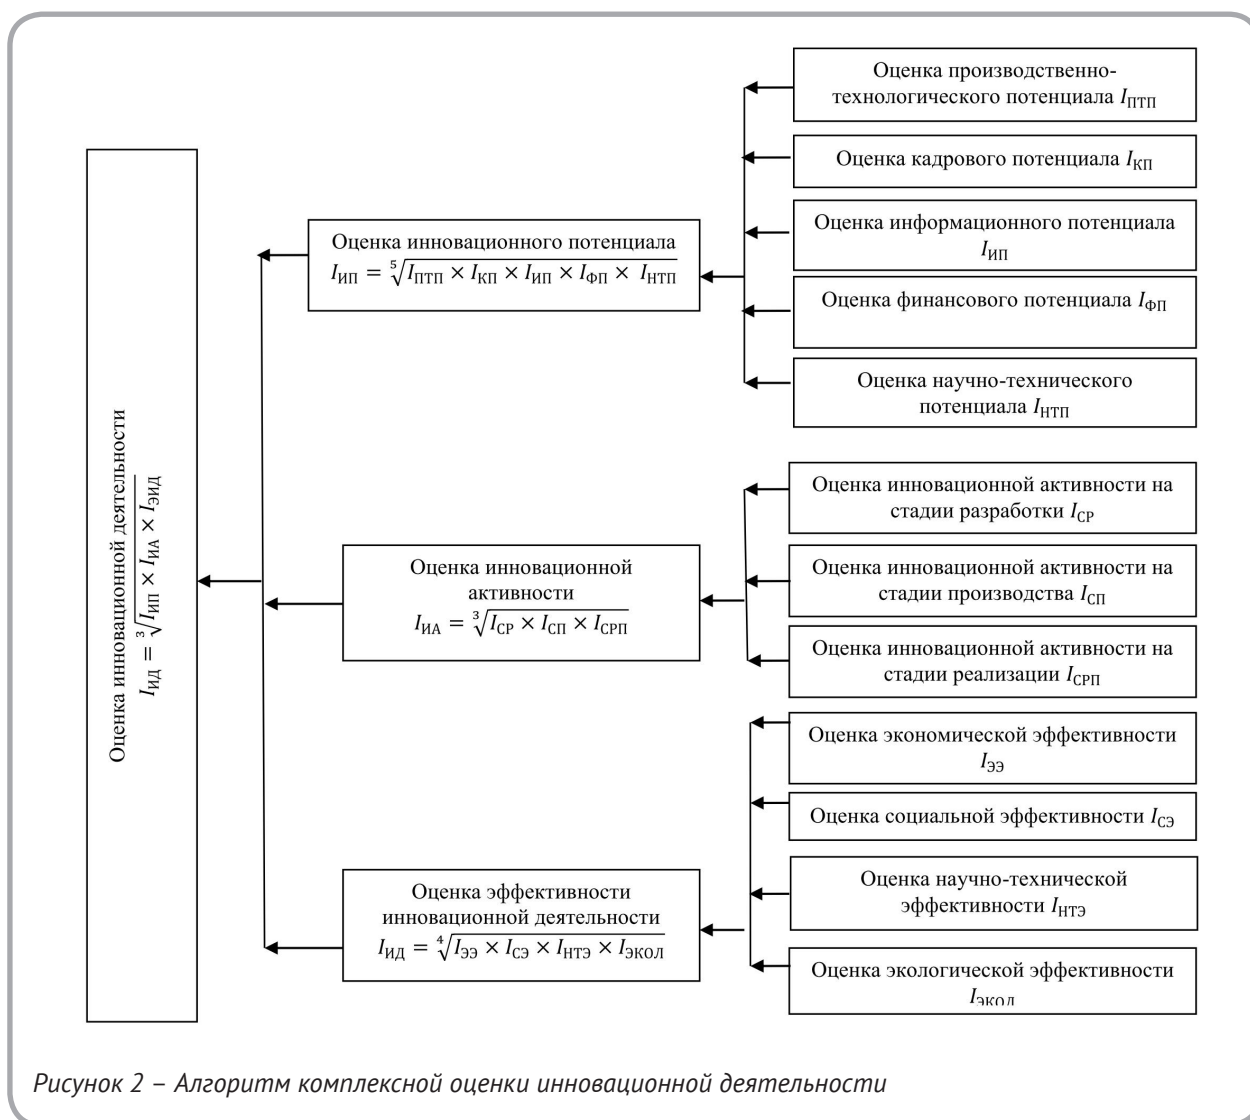 Оценка инновационной деятельности
I_ИД = ∛(I_ИП × I_ИА × I_ЭИД)
Оценка инновационного потенциала
I_ИП = ⁵√(I_ПТП × I_КП × I_ИП × I_ФП × I_НТП)
Оценка производственно-
технологического потенциала I_ПТП
Оценка кадрового потенциала I_КП
Оценка информационного потенциала
I_ИП
Оценка финансового потенциала I_ФП
Оценка научно-технического
потенциала I_НТП
Оценка инновационной
активности
I_ИА = ∛(I_СР × I_СП × I_СРП)
Оценка инновационной активности на
стадии разработки I_СР
Оценка инновационной активности на
стадии производства I_СП
Оценка инновационной активности на
стадии реализации I_СРП
Оценка эффективности
инновационной деятельности
I_ИД = ∜(I_ЭЭ × I_СЭ × I_НТЭ × I_ЭКОЛ)
Оценка экономической эффективности
I_ЭЭ
Оценка социальной эффективности I_СЭ
Оценка научно-технической
эффективности I_НТЭ
Оценка экологической эффективности
I_ЭКОЛ
Рисунок 2 – Алгоритм комплексной оценки инновационной деятельности